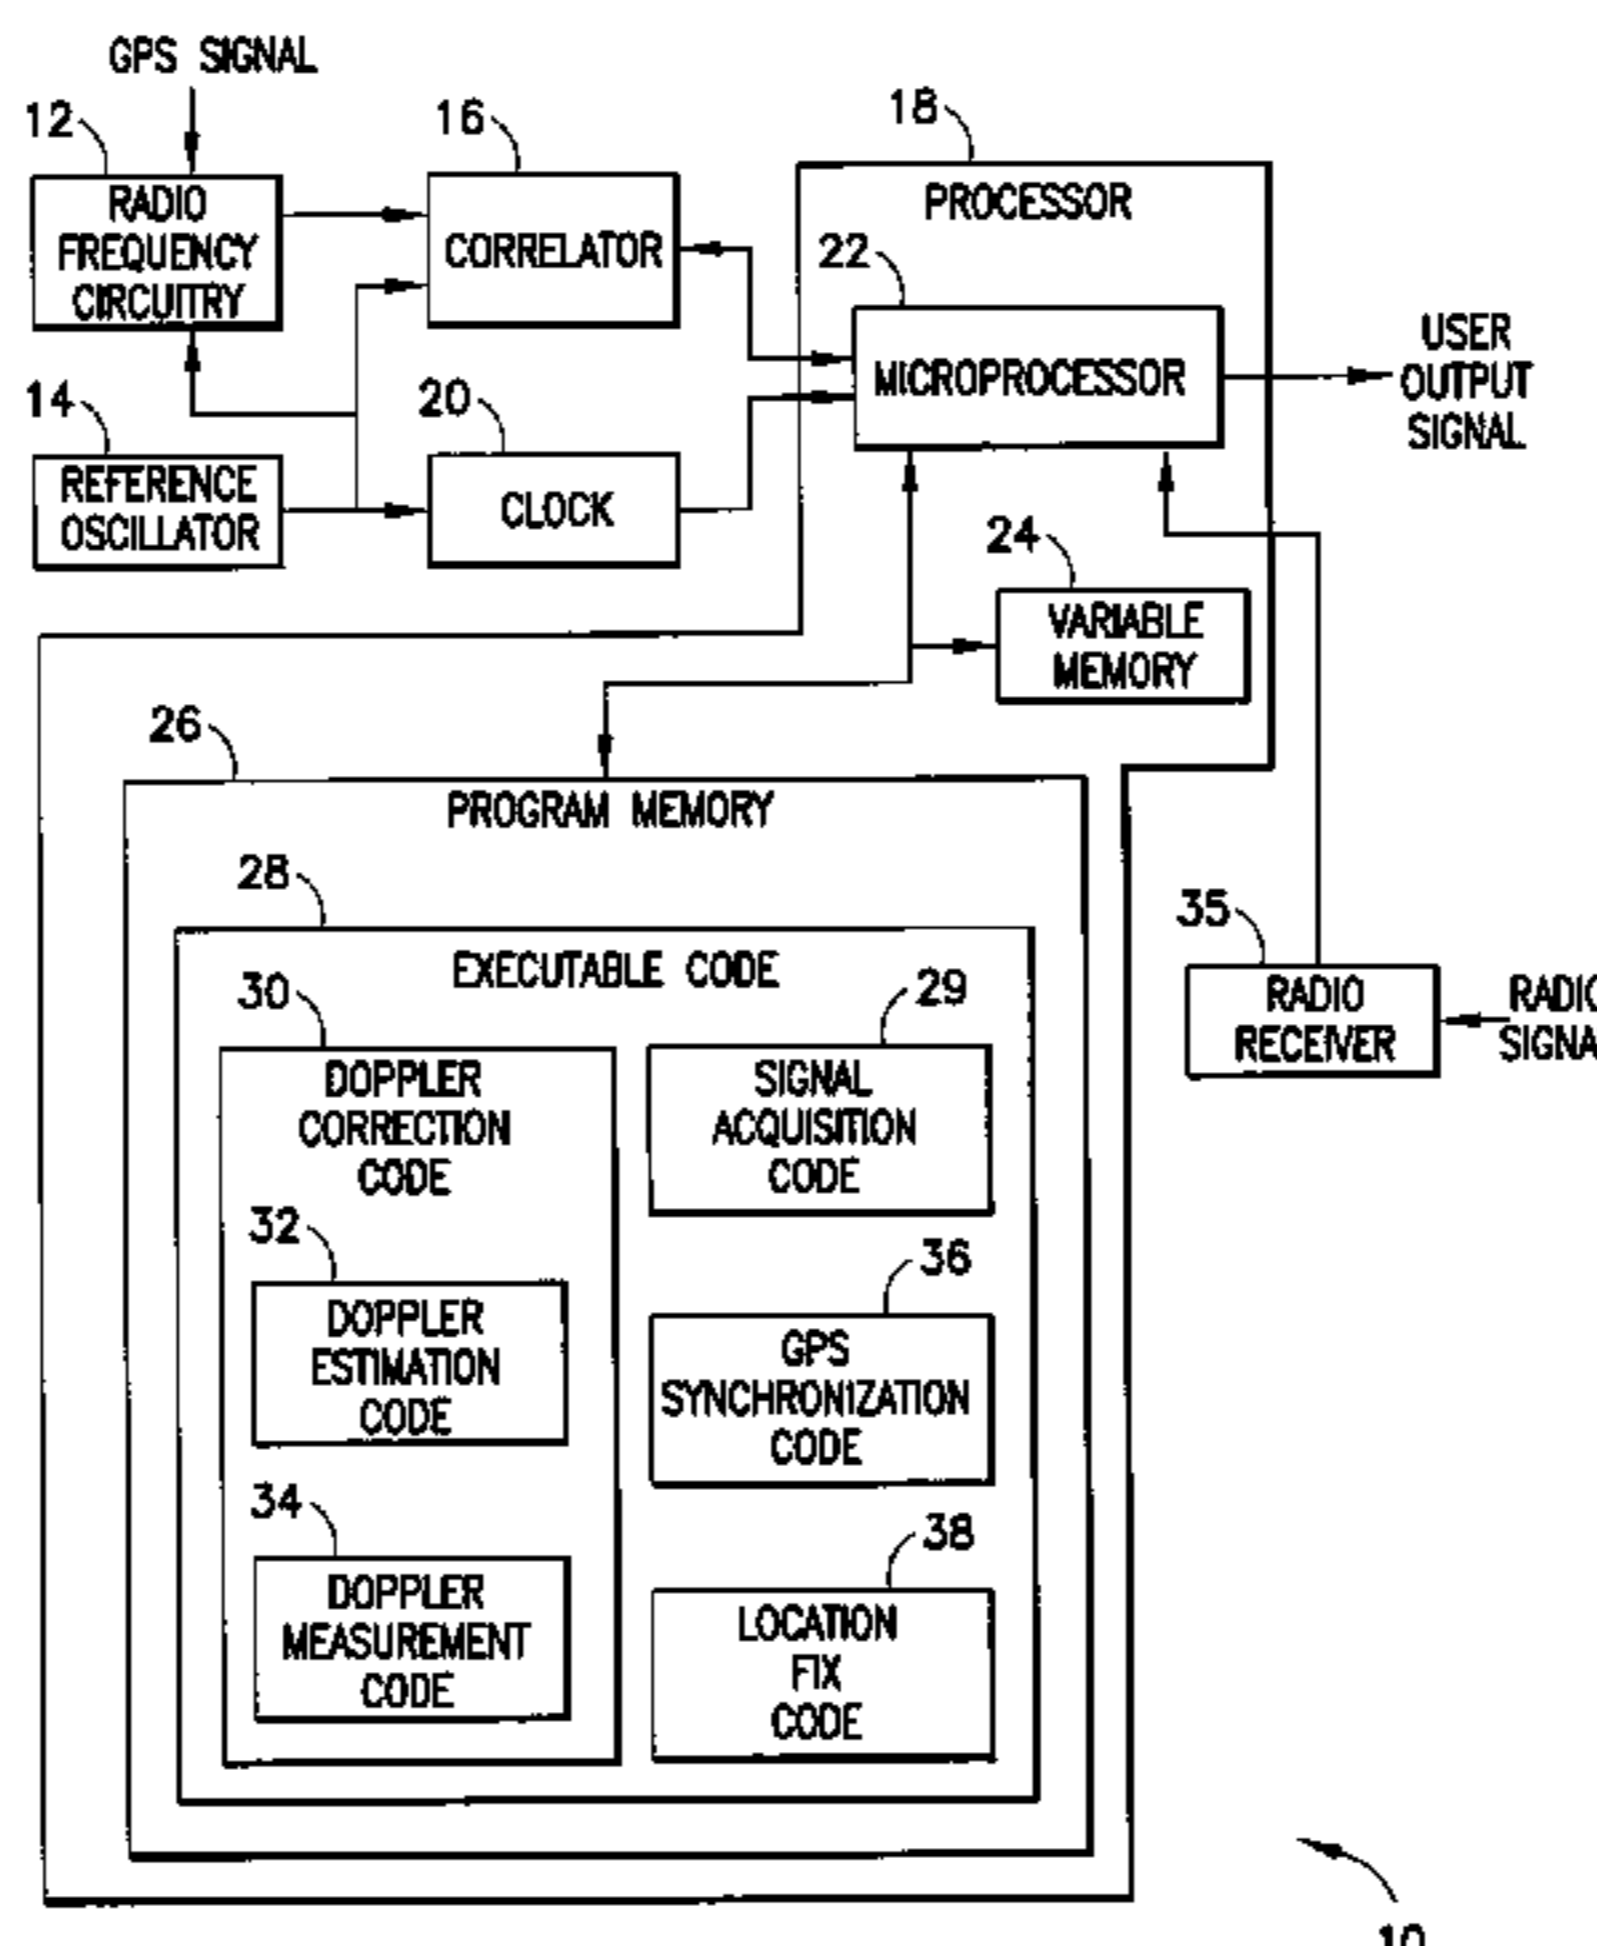 GPS SIGNAL
12
16
18
RADIO
FREQUENCY
CIRCUITRY
CORRELATOR
PROCESSOR
22
MICROPROCESSOR
USER
OUTPUT
SIGNAL
14
20
REFERENCE
OSCILLATOR
CLOCK
24
VARIABLE
MEMORY
26
PROGRAM MEMORY
28
EXECUTABLE CODE
35
RADIO
RECEIVER
30
29
DOPPLER
CORRECTION
CODE
SIGNAL
ACQUISITION
CODE
32
36
DOPPLER
ESTIMATION
CODE
GPS
SYNCHRONIZATION
CODE
34
38
DOPPLER
MEASUREMENT
CODE
LOCATION
FIX
CODE
10